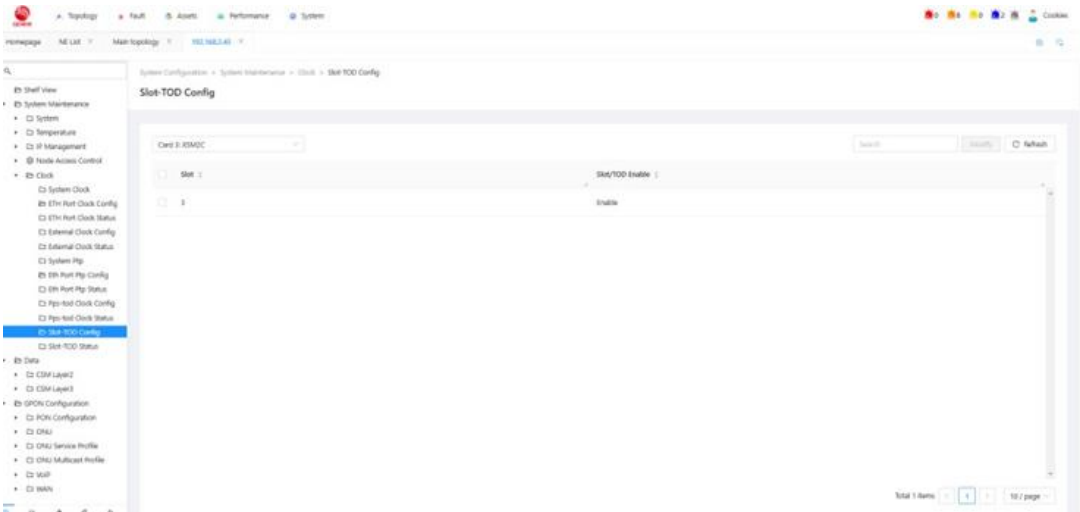 Topology Fault Assets Performance System
0 6 0 2 Cookies
Homepage NE List Main topology
System Configuration > System Maintenance > Clock > Slot-TOD Config
Slot-TOD Config
Shelf View
System Maintenance
System
Temperature
IP Management
Node Access Control
Clock
System Clock
ETH Port Clock Config
ETH Port Clock Status
External Clock Config
External Clock Status
System Ptp
Eth Port Ptp Config
Eth Port Ptp Status
Pps-tod Clock Config
Pps-tod Clock Status
Slot-TOD Config
Slot-TOD Status
Data
CSM Layer2
CSM Layer3
GPON Configuration
PON Configuration
ONU
ONU Service Profile
ONU Multicast Profile
VoIP
WAN
Search Modify Refresh
Slot Slot/TOD Enable
3 Enable
Total 1 items 1 10 / page